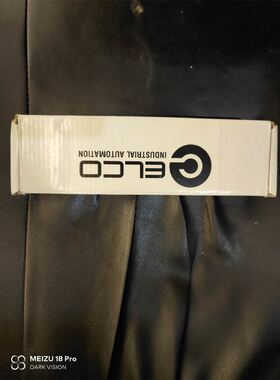 ELCO
INDUSTRIAL AUTOMATION
MEIZU 18 Pro
DARK VISION